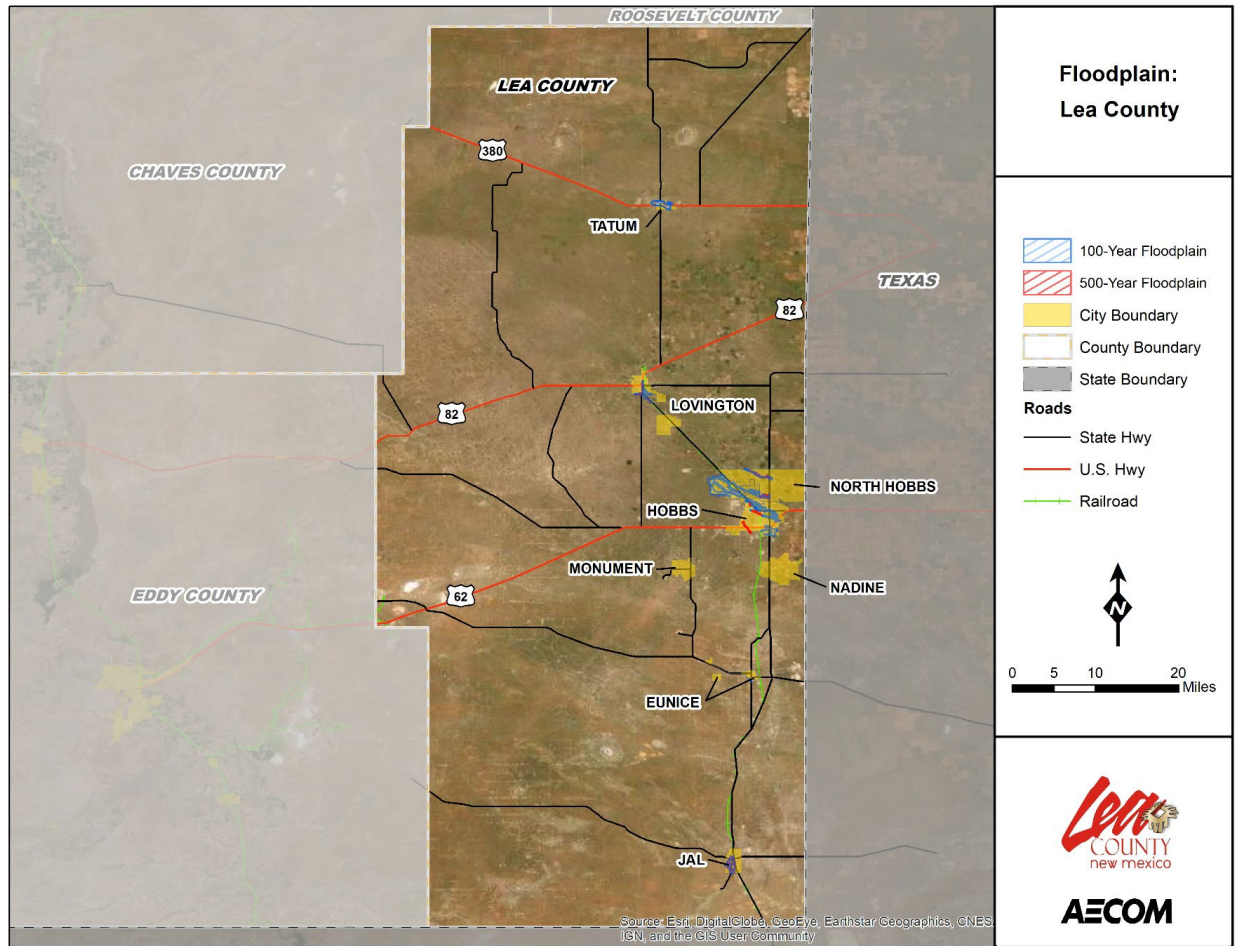 ROOSEVELT COUNTY
LEA COUNTY
380
CHAVES COUNTY
TATUM
TEXAS
82
82
LOVINGTON
NORTH HOBBS
HOBBS
MONUMENT
NADINE
EDDY COUNTY
62
EUNICE
JAL
Source: Esri, DigitalGlobe, GeoEye, Earthstar Geographics, CNES
IGN, and the GIS User Community
Floodplain:
Lea County
100-Year Floodplain
500-Year Floodplain
City Boundary
County Boundary
State Boundary
Roads
State Hwy
U.S. Hwy
Railroad
N
0 5 10 20
Miles
Lea
COUNTY
new mexico
AECOM